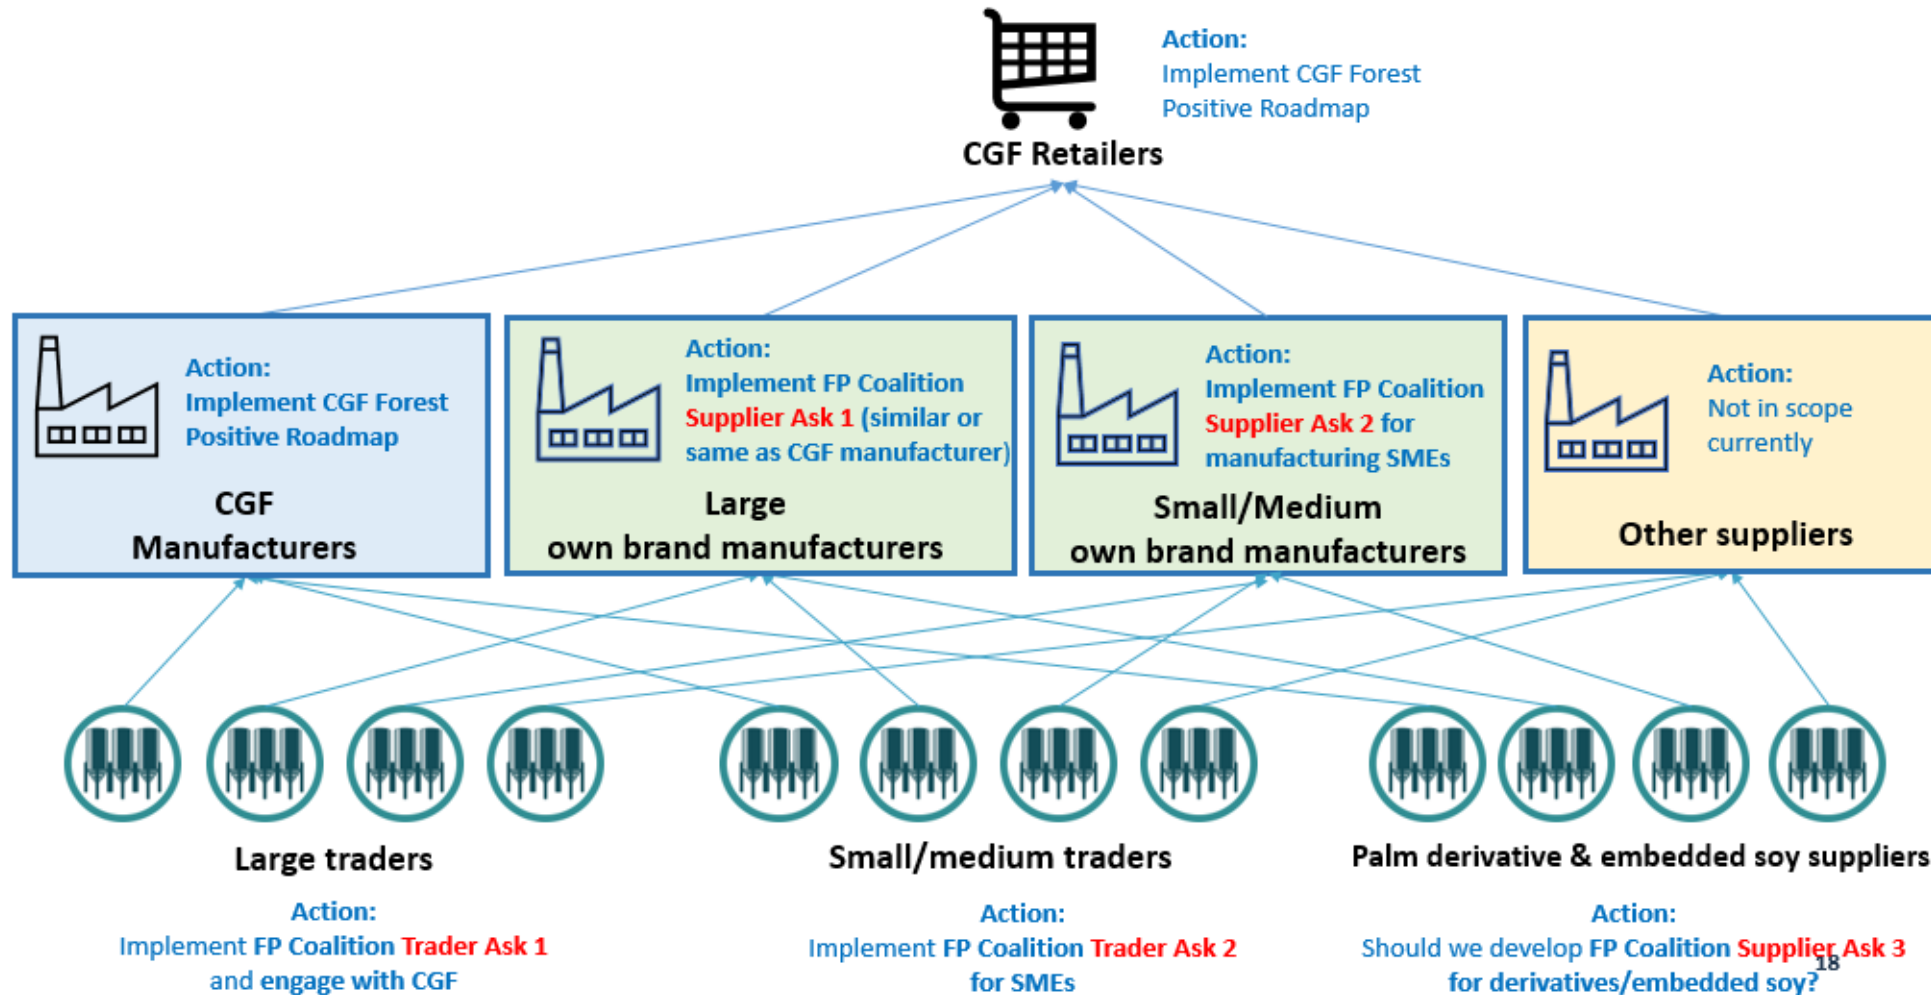 Action:
Implement CGF Forest
Positive Roadmap
CGF Retailers
Action:
Implement CGF Forest
Positive Roadmap
CGF
Manufacturers
Action:
Implement FP Coalition
Supplier Ask 1 (similar or
same as CGF manufacturer)
Large
own brand manufacturers
Action:
Implement FP Coalition
Supplier Ask 2 for
manufacturing SMEs
Small/Medium
own brand manufacturers
Action:
Not in scope
currently
Other suppliers
Large traders
Action:
Implement FP Coalition Trader Ask 1
and engage with CGF
Small/medium traders
Action:
Implement FP Coalition Trader Ask 2
for SMEs
Palm derivative & embedded soy suppliers
Action:
Should we develop FP Coalition Supplier Ask 3
for derivatives/embedded soy?
18